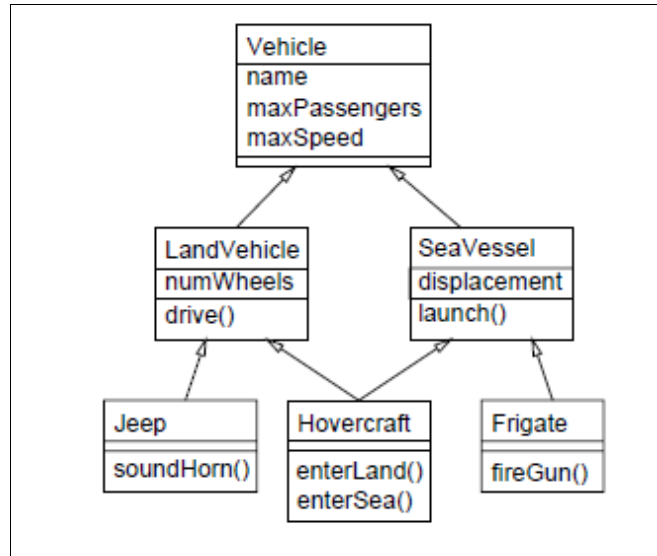 Vehicle
name
maxPassengers
maxSpeed
LandVehicle
numWheels
drive()
SeaVessel
displacement
launch()
Jeep
soundHorn()
Hovercraft
enterLand()
enterSea()
Frigate
fireGun()